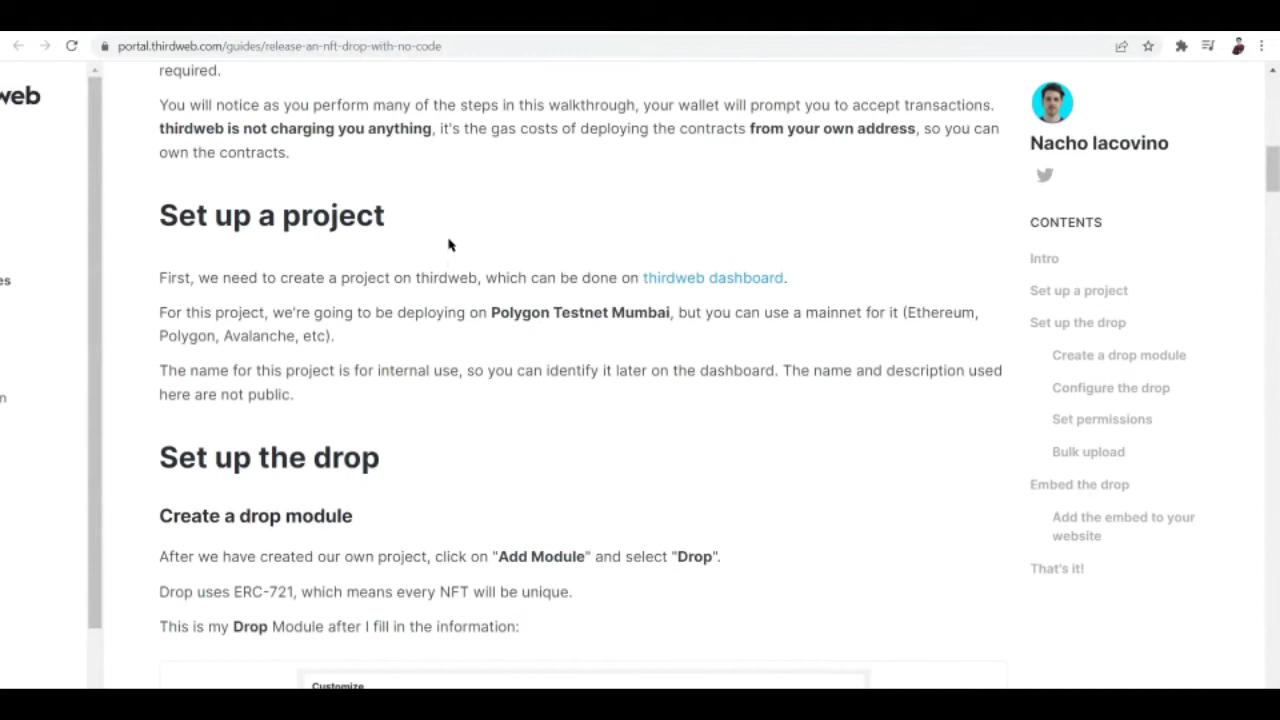 portal.thirdweb.com/guides/release-an-nft-drop-with-no-code
web
es
n
required.
You will notice as you perform many of the steps in this walkthrough, your wallet will prompt you to accept transactions.
thirdweb is not charging you anything, it's the gas costs of deploying the contracts from your own address, so you can
own the contracts.
Set up a project
First, we need to create a project on thirdweb, which can be done on thirdweb dashboard.
For this project, we're going to be deploying on Polygon Testnet Mumbai, but you can use a mainnet for it (Ethereum,
Polygon, Avalanche, etc).
The name for this project is for internal use, so you can identify it later on the dashboard. The name and description used
here are not public.
Set up the drop
Create a drop module
After we have created our own project, click on "Add Module" and select "Drop".
Drop uses ERC-721, which means every NFT will be unique.
This is my Drop Module after I fill in the information:
Customize
Nacho Iacovino
CONTENTS
Intro
Set up a project
Set up the drop
Create a drop module
Configure the drop
Set permissions
Bulk upload
Embed the drop
Add the embed to your
website
That's it!